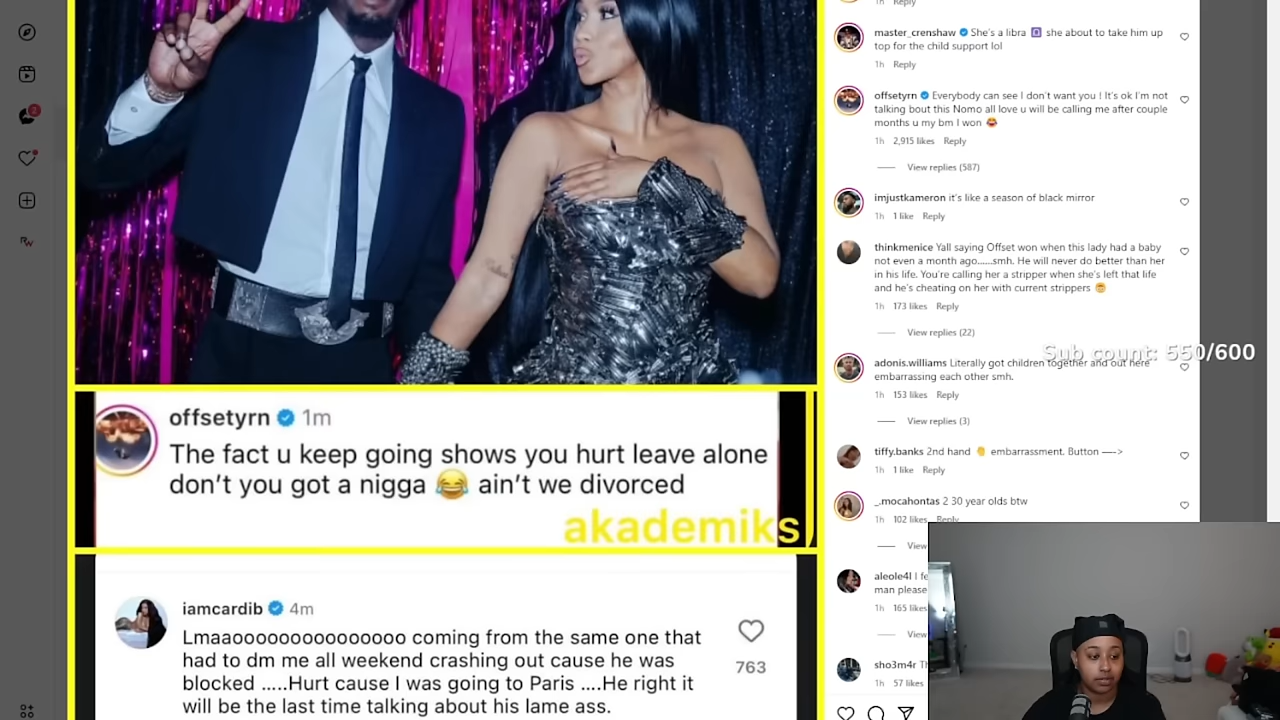 Reply
master_crenshaw She's a libra ♎ she about to take him up
top for the child support lol
1h Reply
offsetyrn Everybody can see I don't want you ! It's ok I'm not
talking bout this Nomo all love u will be calling me after couple
months u my bm I won 😂
1h 2,915 likes Reply
View replies (587)
imjustkameron it's like a season of black mirror
1h 1 like Reply
thinkmenice Yall saying Offset won when this lady had a baby
not even a month ago......smh. He will never do better than her
in his life. You're calling her a stripper when she's left that life
and he's cheating on her with current strippers
1h 173 likes Reply
View replies (22)
Sub count: 550/600
adonis.williams Literally got children together and out here
embarrassing each other smh.
1h 153 likes Reply
View replies (3)
tiffy.banks 2nd hand embarrassment. Button —->
1h 1 like Reply
_.mocahontas 2 30 year olds btw
1h 102 likes Reply
View
aleole4l I fe
man please
1h 165 likes
View
sho3m4r Th
1h 57 likes
offsetyrn 1m
The fact u keep going shows you hurt leave alone
don't you got a nigga 😂 ain't we divorced
akademiks
iamcardib 4m
Lmaaooooooooooooooo coming from the same one that
had to dm me all weekend crashing out cause he was
blocked .....Hurt cause I was going to Paris ....He right it
will be the last time talking about his lame ass.
763
RW